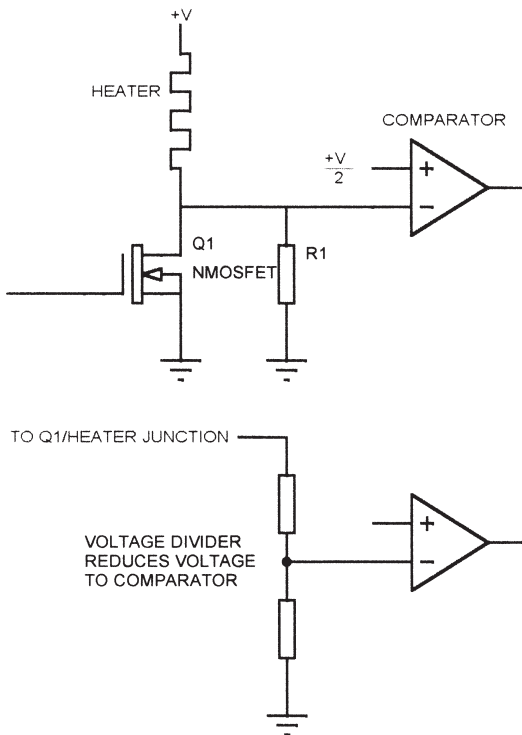 +V
HEATER
COMPARATOR
+V
2
+
−
Q1
NMOSFET
R1
TO Q1/HEATER JUNCTION
+
−
VOLTAGE DIVIDER
REDUCES VOLTAGE
TO COMPARATOR